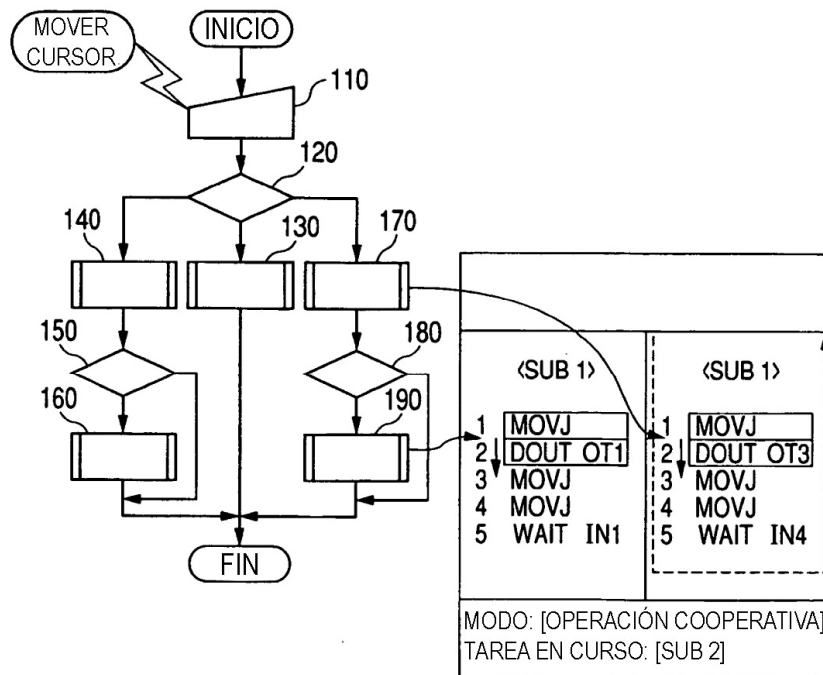 MOVER
CURSOR.
INICIO
110
120
140
130
170
150
180
160
190
<SUB 1>
1 MOVJ
2 DOUT OT1
3 MOVJ
4 MOVJ
5 WAIT IN1
<SUB 1>
1 MOVJ
2 DOUT OT3
3 MOVJ
4 MOVJ
5 WAIT IN4
FIN
MODO: [OPERACIÓN COOPERATIVA]
TAREA EN CURSO: [SUB 2]